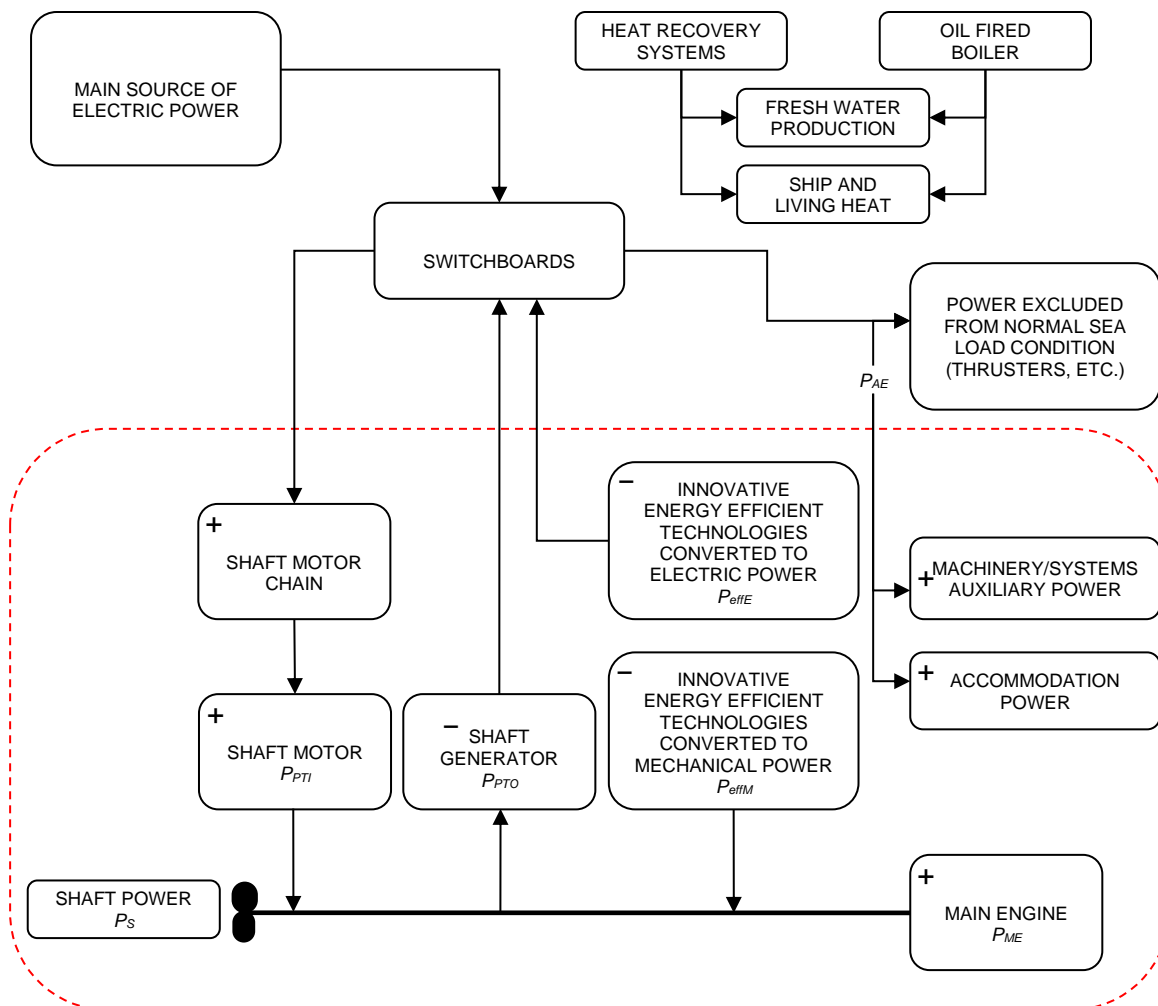 HEAT RECOVERY
SYSTEMS
OIL FIRED
BOILER
MAIN SOURCE OF
ELECTRIC POWER
FRESH WATER
PRODUCTION
SHIP AND
LIVING HEAT
SWITCHBOARDS
POWER EXCLUDED
FROM NORMAL SEA
LOAD CONDITION
(THRUSTERS, ETC.)
PAE
+
SHAFT MOTOR
CHAIN
−
INNOVATIVE
ENERGY EFFICIENT
TECHNOLOGIES
CONVERTED TO
ELECTRIC POWER
PeffE
+
MACHINERY/SYSTEMS
AUXILIARY POWER
+
SHAFT MOTOR
PPTI
−
SHAFT
GENERATOR
PPTO
−
INNOVATIVE
ENERGY EFFICIENT
TECHNOLOGIES
CONVERTED TO
MECHANICAL POWER
PeffM
+
ACCOMMODATION
POWER
SHAFT POWER
PS
+
MAIN ENGINE
PME